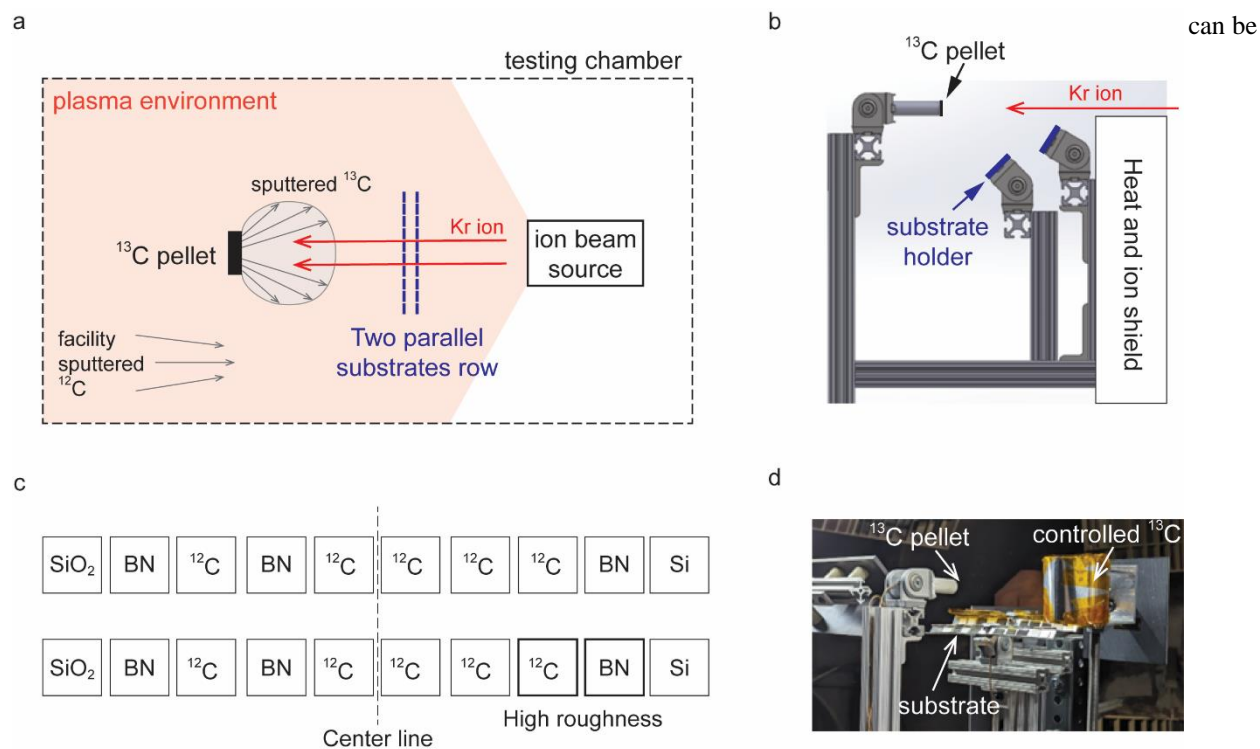 can be
a
testing chamber
plasma environment
sputtered ¹³C
Kr ion
¹³C pellet
ion beam
source
facility
sputtered
¹²C
Two parallel
substrates row
b
¹³C pellet
Kr ion
substrate
holder
Heat and ion shield
c
SiO₂ BN ¹²C BN ¹²C ¹²C ¹²C ¹²C BN Si
SiO₂ BN ¹²C BN ¹²C ¹²C ¹²C ¹²C BN Si
High roughness
Center line
d
¹³C pellet
controlled ¹³C
substrate